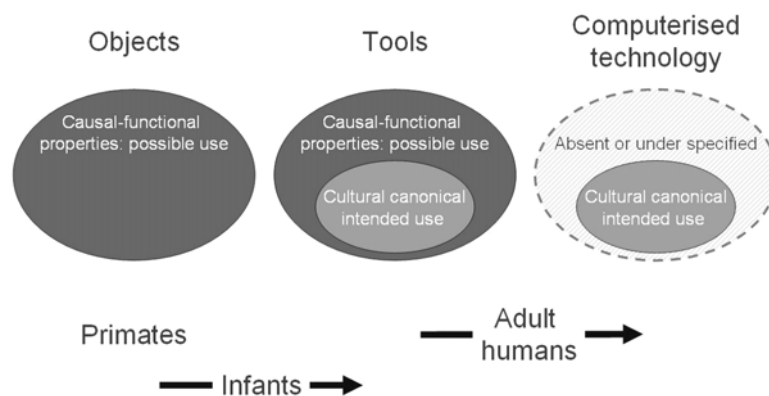 Objects
Tools
Computerised
technology
Causal-functional
properties: possible use
Causal-functional
properties: possible use
Cultural canonical
intended use
Absent or under specified
Cultural canonical
intended use
Primates
Infants
Adult
humans